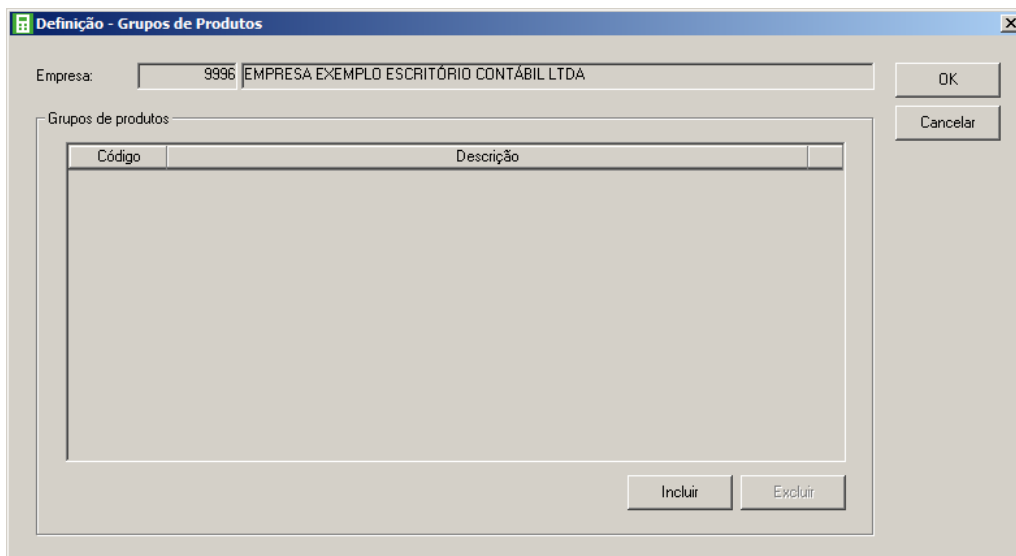 Definição - Grupos de Produtos
Empresa: 9996 EMPRESA EXEMPLO ESCRITÓRIO CONTÁBIL LTDA
OK
Cancelar
Grupos de produtos
Código Descrição
Incluir Excluir